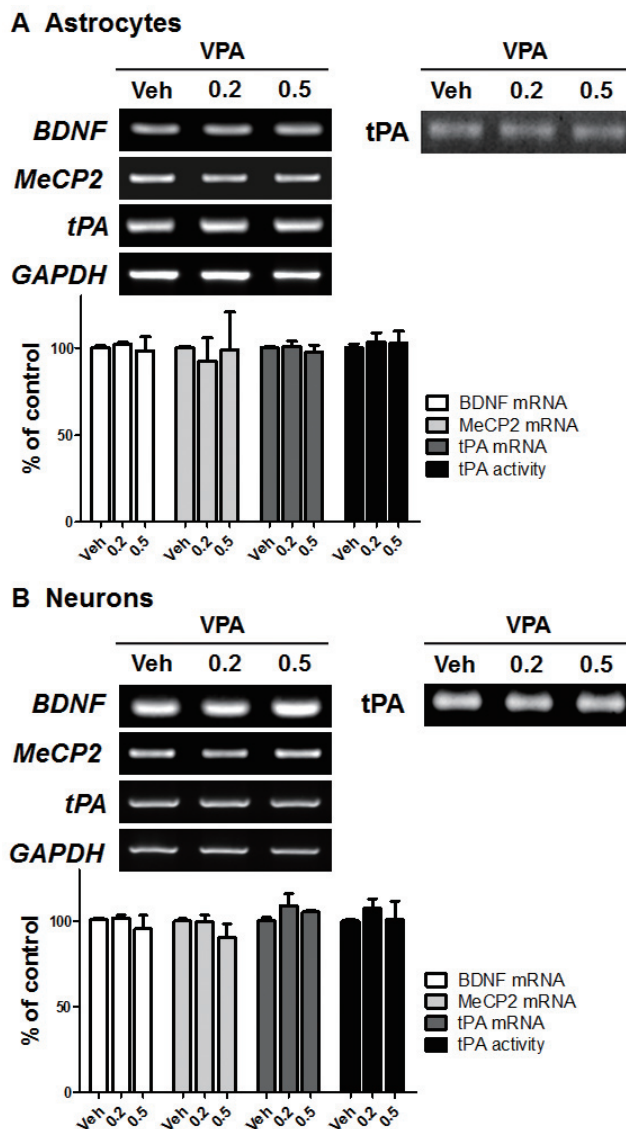 A Astrocytes
VPA
Veh 0.2 0.5
BDNF
MeCP2
tPA
GAPDH
VPA
Veh 0.2 0.5
tPA
% of control
100
50
0
Veh 0.2 0.5 Veh 0.2 0.5 Veh 0.2 0.5 Veh 0.2 0.5
BDNF mRNA
MeCP2 mRNA
tPA mRNA
tPA activity
B Neurons
VPA
Veh 0.2 0.5
BDNF
MeCP2
tPA
GAPDH
VPA
Veh 0.2 0.5
tPA
% of control
100
50
0
Veh 0.2 0.5 Veh 0.2 0.5 Veh 0.2 0.5 Veh 0.2 0.5
BDNF mRNA
MeCP2 mRNA
tPA mRNA
tPA activity